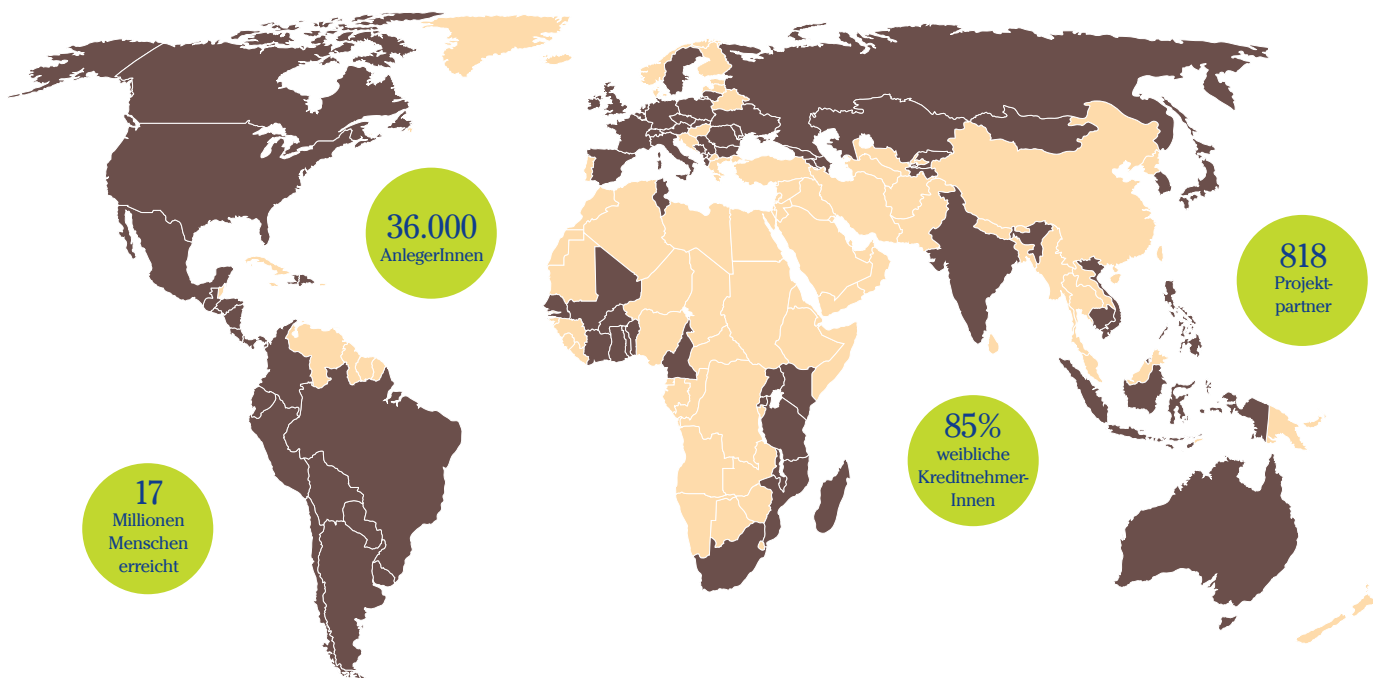 36.000
AnlegerInnen
818
Projekt-
partner
85%
weibliche
Kreditnehmer-
Innen
17
Millionen
Menschen
erreicht